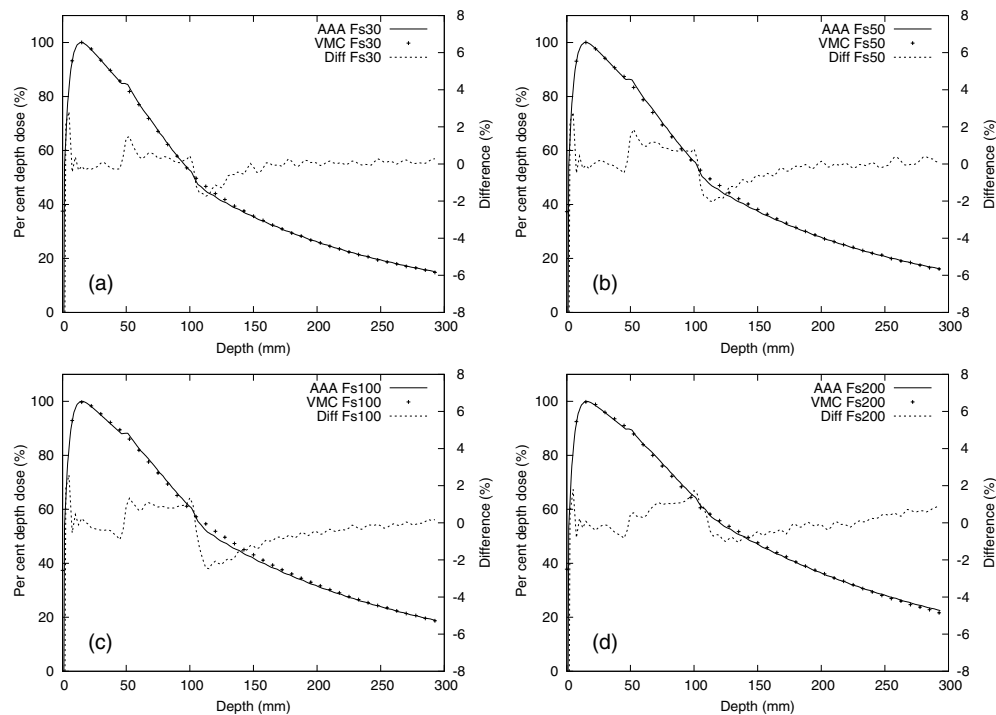 AAA Fs30
VMC Fs30
Diff Fs30
Per cent depth dose (%)
100
80
60
40
20
0
8
6
4
2
0
-2
-4
-6
-8
Difference (%)
(a)
0 50 100 150 200 250 300
Depth (mm)
AAA Fs50
VMC Fs50
Diff Fs50
Per cent depth dose (%)
100
80
60
40
20
0
8
6
4
2
0
-2
-4
-6
-8
Difference (%)
(b)
0 50 100 150 200 250 300
Depth (mm)
AAA Fs100
VMC Fs100
Diff Fs100
Per cent depth dose (%)
100
80
60
40
20
0
8
6
4
2
0
-2
-4
-6
-8
Difference (%)
(c)
0 50 100 150 200 250 300
Depth (mm)
AAA Fs200
VMC Fs200
Diff Fs200
Per cent depth dose (%)
100
80
60
40
20
0
8
6
4
2
0
-2
-4
-6
-8
Difference (%)
(d)
0 50 100 150 200 250 300
Depth (mm)